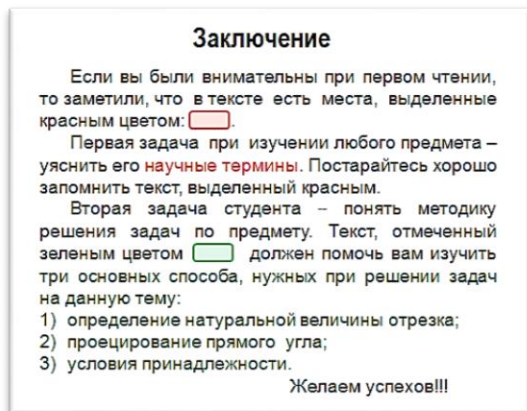 Заключение
Если вы были внимательны при первом чтении,
то заметили, что в тексте есть места, выделенные
красным цветом: .
Первая задача при изучении любого предмета –
уяснить его научные термины. Постарайтесь хорошо
запомнить текст, выделенный красным.
Вторая задача студента – понять методику
решения задач по предмету. Текст, отмеченный
зеленым цветом должен помочь вам изучить
три основных способа, нужных при решении задач
на данную тему:
1) определение натуральной величины отрезка;
2) проецирование прямого угла;
3) условия принадлежности.
Желаем успехов!!!